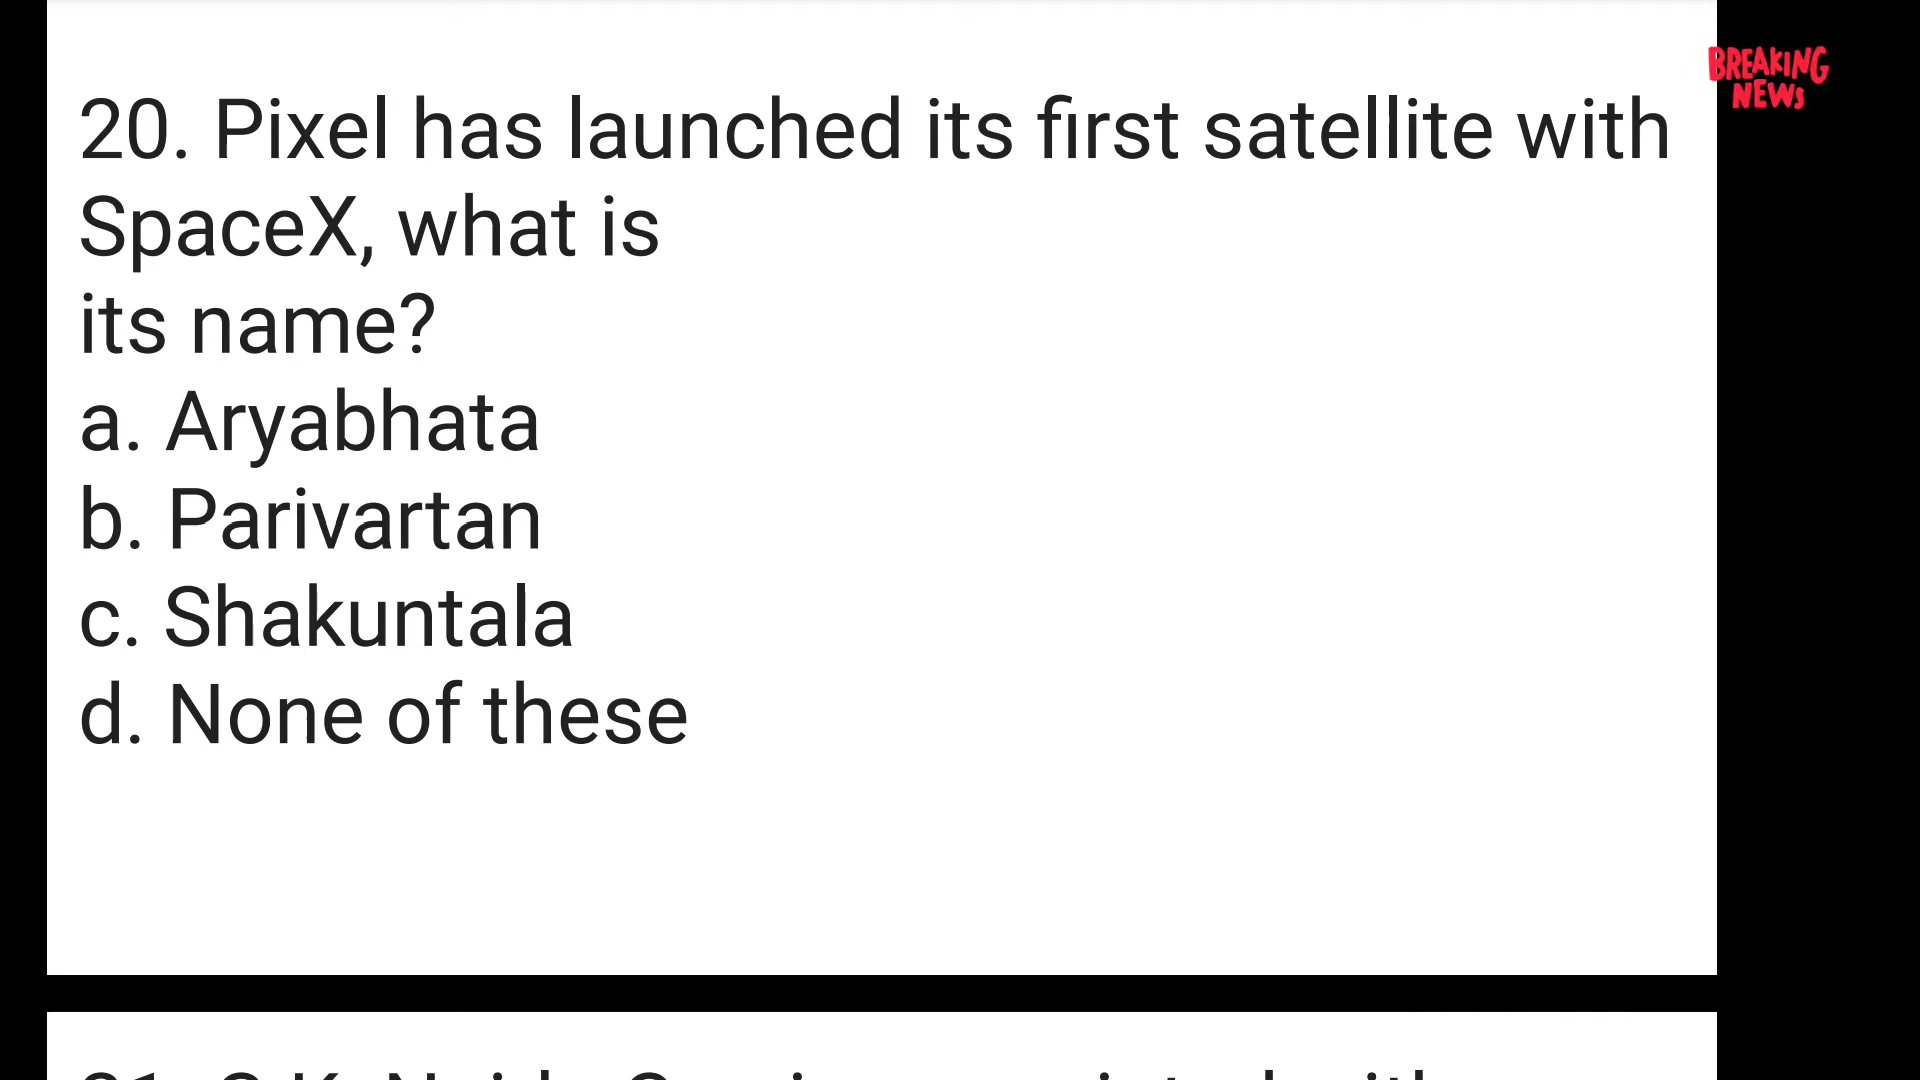 BREAKING
NEWS
20. Pixel has launched its first satellite with
SpaceX, what is
its name?
a. Aryabhata
b. Parivartan
c. Shakuntala
d. None of these